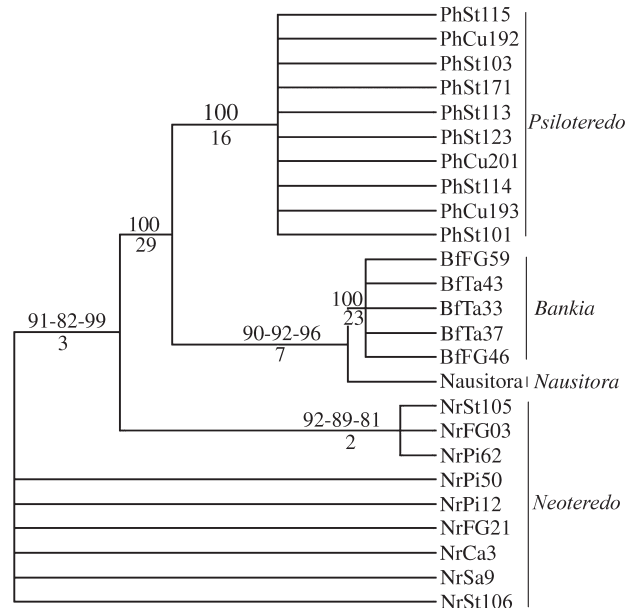 PhSt115
PhCu192
PhSt103
PhSt171
100
PhSt113
Psiloteredo
16
PhSt123
PhCu201
PhSt114
PhCu193
100
PhSt101
29
BfFG59
BfTa43
100
BfTa33
Bankia
91-82-99
23
3
90-92-96
BfTa37
7
BfFG46
Nausitora
Nausitora
NrSt105
92-89-81
NrFG03
2
NrPi62
NrPi50
NrPi12
Neoteredo
NrFG21
NrCa3
NrSa9
NrSt106